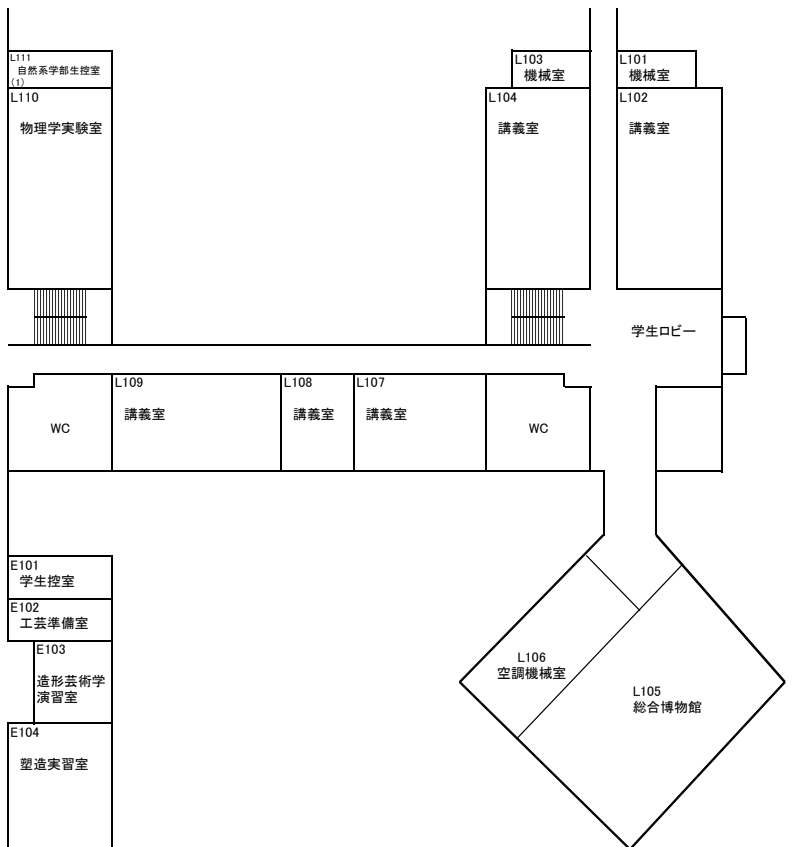 L111
自然系学部生控室
(1)
L110
物理学実験室
L103
機械室
L101
機械室
L104
講義室
L102
講義室
学生ロビー
L109
講義室
L108
講義室
L107
講義室
WC
WC
E101
学生控室
E102
工芸準備室
E103
造形芸術学
演習室
E104
塑造実習室
L106
空調機械室
L105
総合博物館